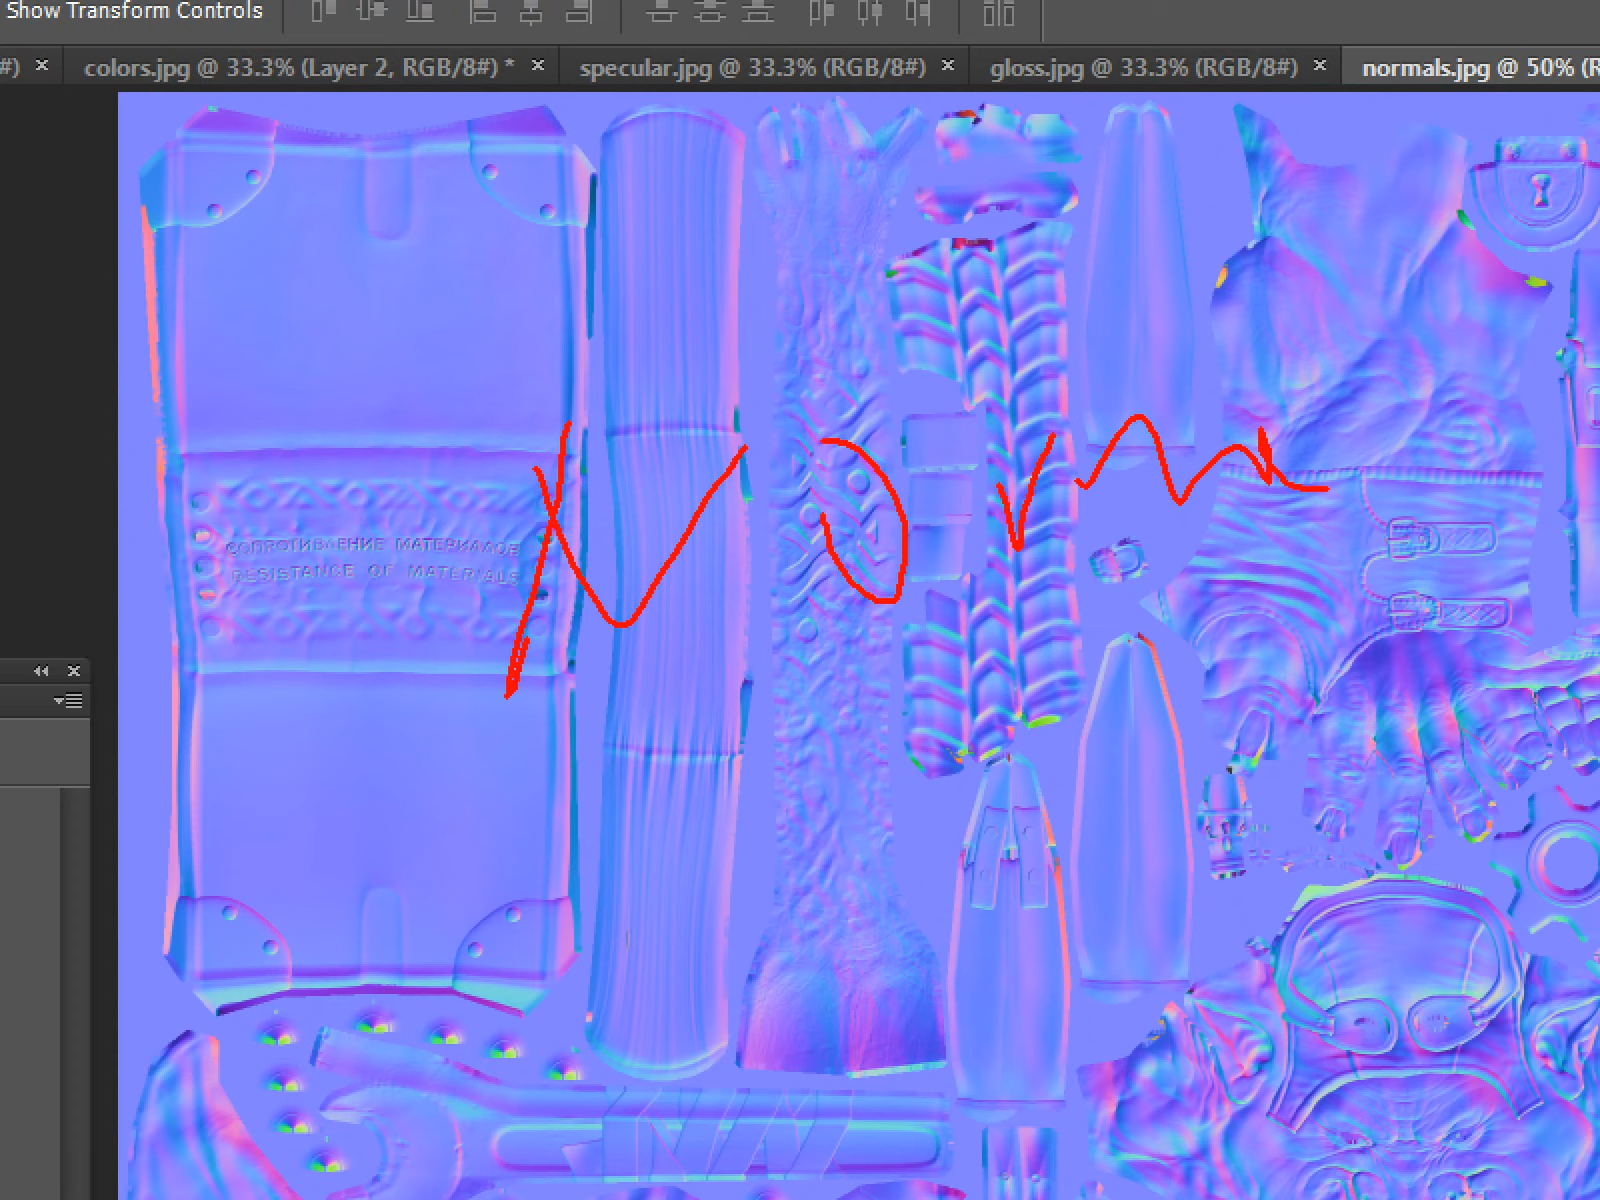 Show Transform Controls
#) × colors.jpg @ 33.3% (Layer 2, RGB/8#) * × specular.jpg @ 33.3% (RGB/8#) × gloss.jpg @ 33.3% (RGB/8#) × normals.jpg @ 50% (R
СОПРОТИВЛЕНИЕ МАТЕРИАЛОВ
RESISTANCE OF MATERIALS